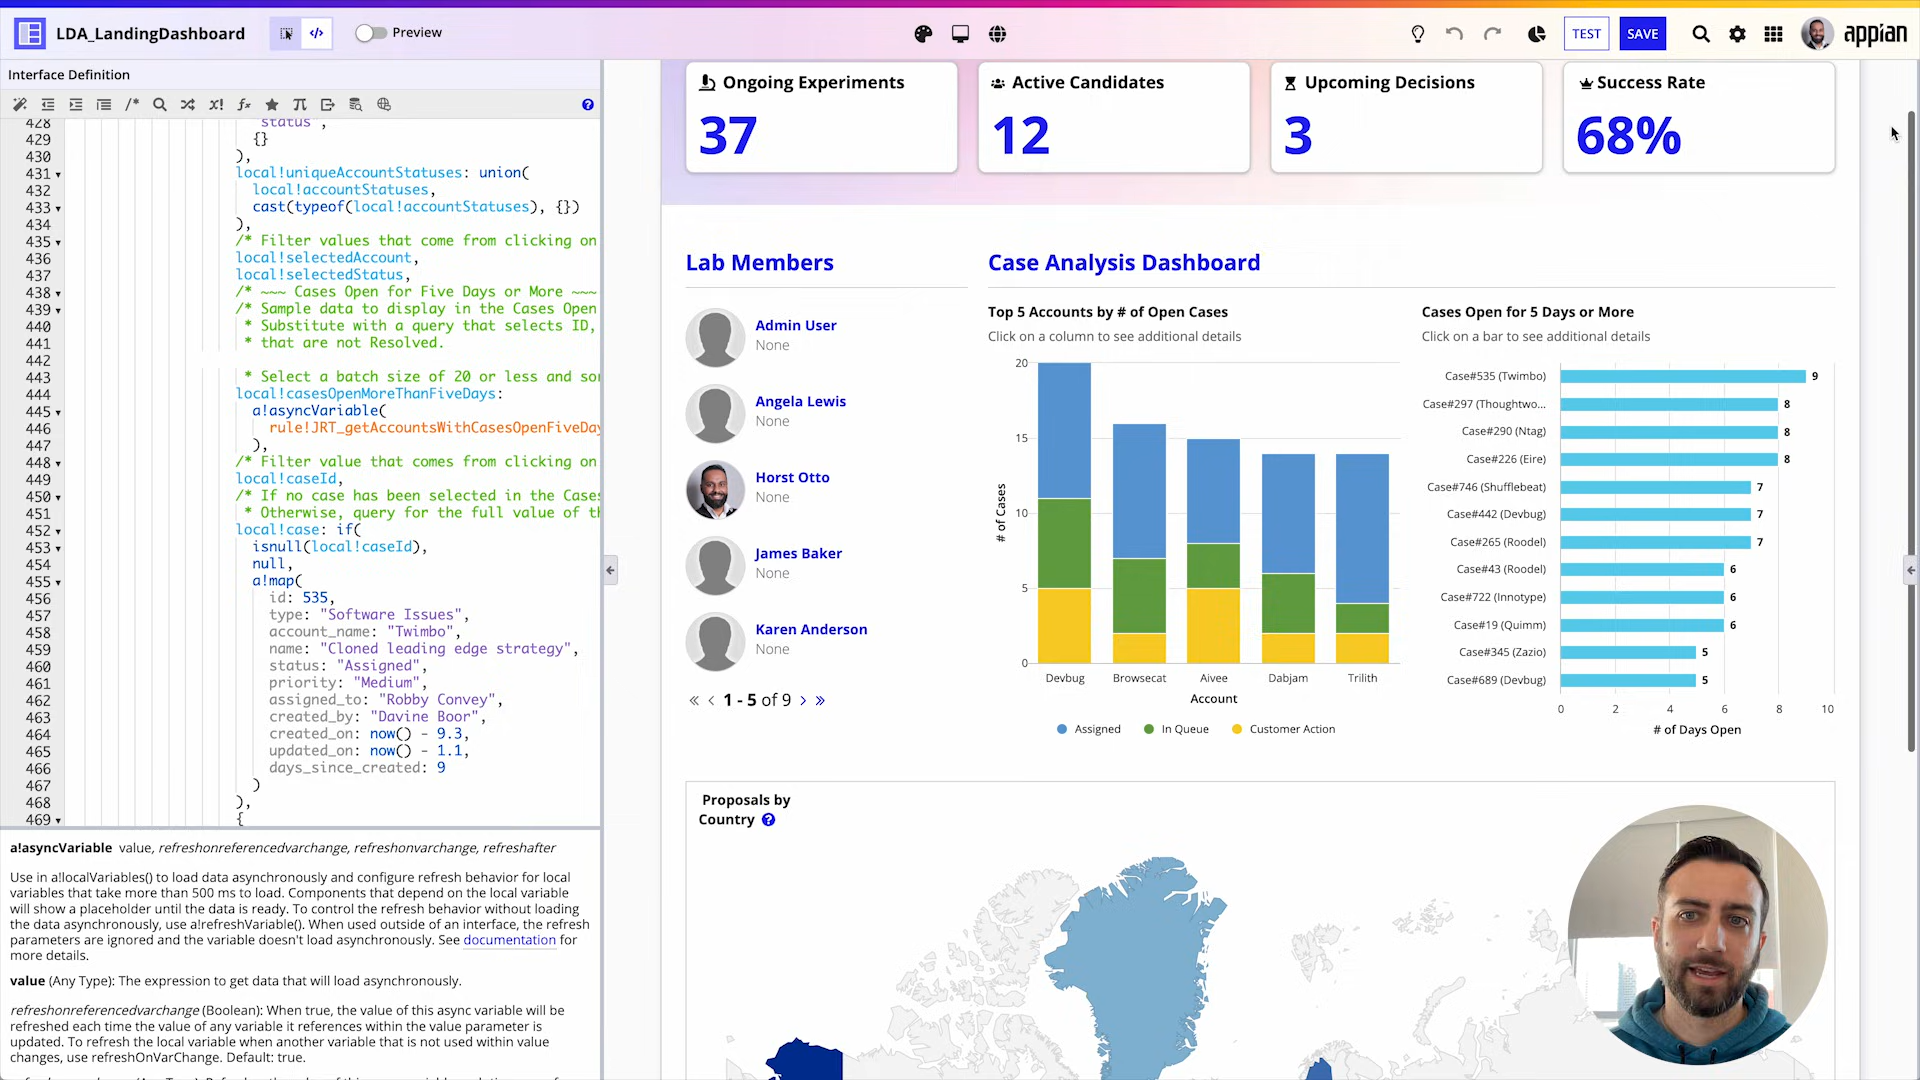 LDA_LandingDashboard
Preview
TEST
SAVE
appian
Interface Definition
428 status ,
429 {}
430 ),
431 local!uniqueAccountStatuses: union(
432 local!accountStatuses,
433 cast(typeof(local!accountStatuses), {})
434 ),
435 /* Filter values that come from clicking on
436 local!selectedAccount,
437 local!selectedStatus,
438 /* ~~~ Cases Open for Five Days or More ~~~
439 /* Sample data to display in the Cases Open
440 * Substitute with a query that selects ID,
441 * that are not Resolved.
442
443 * Select a batch size of 20 or less and so
444 local!casesOpenMoreThanFiveDays:
445 a!asyncVariable(
446 rule!JRT_getAccountsWithCasesOpenFiveDay
447 ),
448 /* Filter value that comes from clicking on
449 local!caseId,
450 /* If no case has been selected in the Cases
451 * Otherwise, query for the full value of th
452 local!case: if(
453 isnull(local!caseId),
454 null,
455 a!map(
456 id: 535,
457 type: "Software Issues",
458 account_name: "Twimbo",
459 name: "Cloned leading edge strategy",
460 status: "Assigned",
461 priority: "Medium",
462 assigned_to: "Robby Convey",
463 created_by: "Davine Boor",
464 created_on: now() - 9.3,
465 updated_on: now() - 1.1,
466 days_since_created: 9
467 )
468 ),
469 {
a!asyncVariable value, refreshonreferencedvarchange, refreshonvarchange, refreshafter
Use in a!localVariables() to load data asynchronously and configure refresh behavior for local
variables that take more than 500 ms to load. Components that depend on the local variable
will show a placeholder until the data is ready. To control the refresh behavior without loading
the data asynchronously, use a!refreshVariable(). When used outside of an interface, the refresh
parameters are ignored and the variable doesn't load asynchronously. See documentation for
more details.
value (Any Type): The expression to get data that will load asynchronously.
refreshonreferencedvarchange (Boolean): When true, the value of this async variable will be
refreshed each time the value of any variable it references within the value parameter is
updated. To refresh the local variable when another variable that is not used within value
changes, use refreshOnVarChange. Default: true.
Ongoing Experiments
37
Active Candidates
12
Upcoming Decisions
3
Success Rate
68%
Lab Members
Admin User
None
Angela Lewis
None
Horst Otto
None
James Baker
None
Karen Anderson
None
« ‹ 1 - 5 of 9 › »
Case Analysis Dashboard
Top 5 Accounts by # of Open Cases
Click on a column to see additional details
20
15
10
5
0
# of Cases
Devbug Browsecat Aivee Dabjam Trilith
Account
Assigned In Queue Customer Action
Cases Open for 5 Days or More
Click on a bar to see additional details
Case#535 (Twimbo) 9
Case#297 (Thoughtwo... 8
Case#290 (Ntag) 8
Case#226 (Eire) 8
Case#746 (Shufflebeat) 7
Case#442 (Devbug) 7
Case#265 (Roodel) 7
Case#43 (Roodel) 6
Case#722 (Innotype) 6
Case#19 (Quimm) 6
Case#345 (Zazio) 5
Case#689 (Devbug) 5
0 2 4 6 8 10
# of Days Open
Proposals by
Country